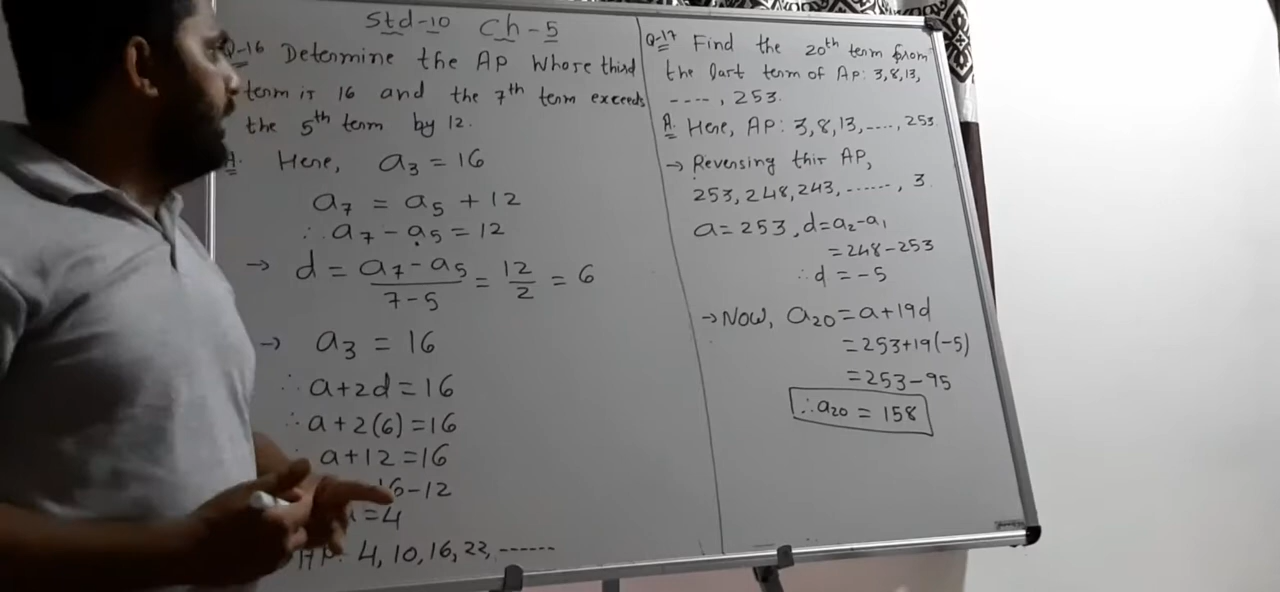 Std-10 Ch-5
Q-16 Determine the AP whose third
term is 16 and the 7th term exceeds
the 5th term by 12.
A. Here, a3 = 16
a7 = a5 + 12
∴ a7 - a5 = 12
→ d = a7 - a5 / 7-5 = 12/2 = 6
→ a3 = 16
∴ a+2d = 16
∴ a+2(6) = 16
a+12 = 16
16-12
=4
AP: 4, 10, 16, 22, ------
Q-17 Find the 20th term from
the last term of AP: 3,8,13,
----, 253.
A. Here, AP: 3,8,13,----, 253
→ Reversing this AP,
253, 248, 243, ------, 3.
a = 253, d = a2-a1
= 248-253
∴ d = -5
→ Now, a20 = a+19d
= 253+19(-5)
= 253-95
∴ a20 = 158